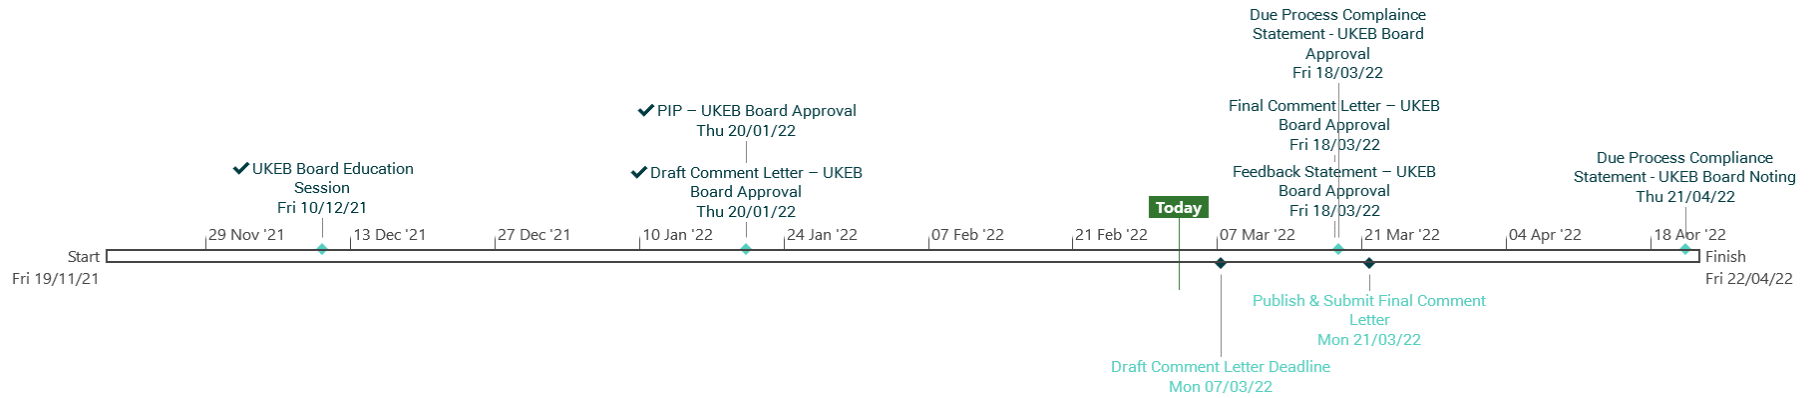 Due Process Complaince
Statement - UKEB Board
Approval
Fri 18/03/22
✔ PIP – UKEB Board Approval
Thu 20/01/22
Final Comment Letter – UKEB
Board Approval
Fri 18/03/22
✔ UKEB Board Education
Session
Fri 10/12/21
✔ Draft Comment Letter – UKEB
Board Approval
Thu 20/01/22
Feedback Statement – UKEB
Board Approval
Fri 18/03/22
Due Process Compliance
Statement - UKEB Board Noting
Thu 21/04/22
Today
29 Nov '21
13 Dec '21
27 Dec '21
10 Jan '22
24 Jan '22
07 Feb '22
21 Feb '22
07 Mar '22
21 Mar '22
04 Apr '22
18 Apr '22
Start
Fri 19/11/21
Finish
Fri 22/04/22
Publish & Submit Final Comment
Letter
Mon 21/03/22
Draft Comment Letter Deadline
Mon 07/03/22